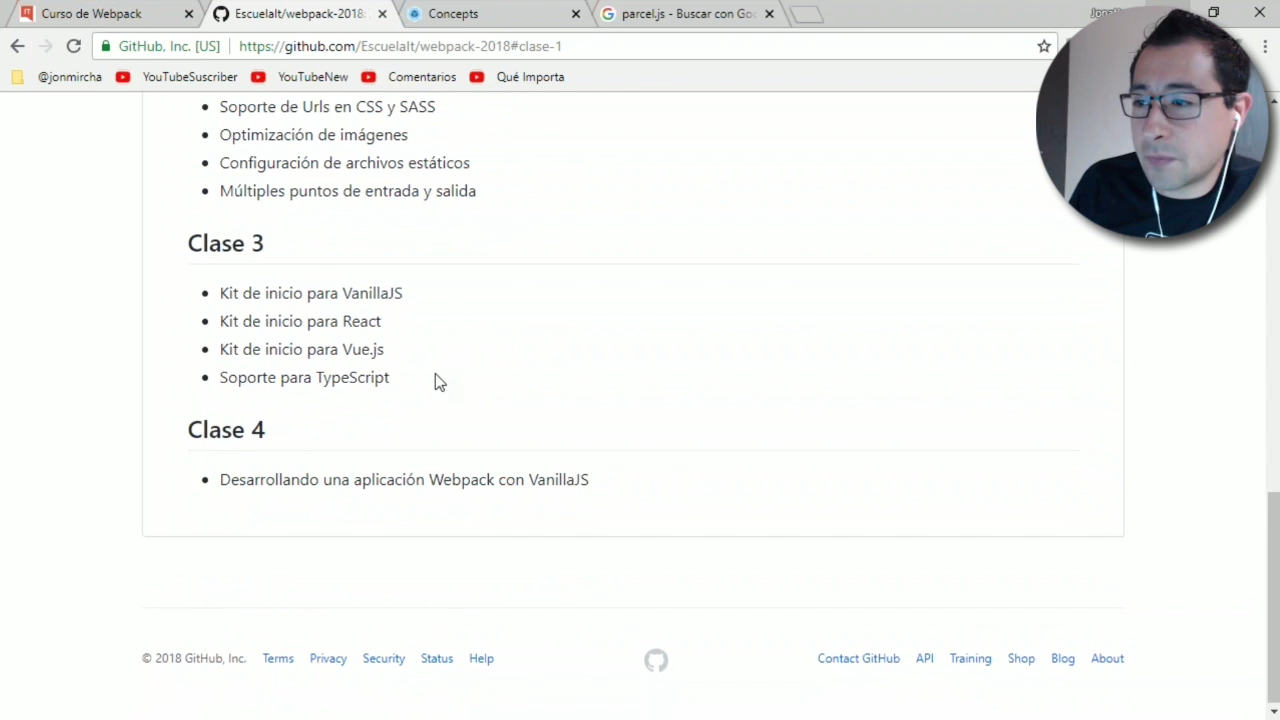 Curso de Webpack
EscuelaIt/webpack-2018:
Concepts
parcel.js - Buscar con Goo
GitHub, Inc. [US]
https://github.com/EscuelaIt/webpack-2018#clase-1
@jonmircha
YouTubeSuscriber
YouTubeNew
Comentarios
Qué Importa
Soporte de Urls en CSS y SASS
Optimización de imágenes
Configuración de archivos estáticos
Múltiples puntos de entrada y salida
Clase 3
Kit de inicio para VanillaJS
Kit de inicio para React
Kit de inicio para Vue.js
Soporte para TypeScript
Clase 4
Desarrollando una aplicación Webpack con VanillaJS
© 2018 GitHub, Inc.
Terms
Privacy
Security
Status
Help
Contact GitHub
API
Training
Shop
Blog
About